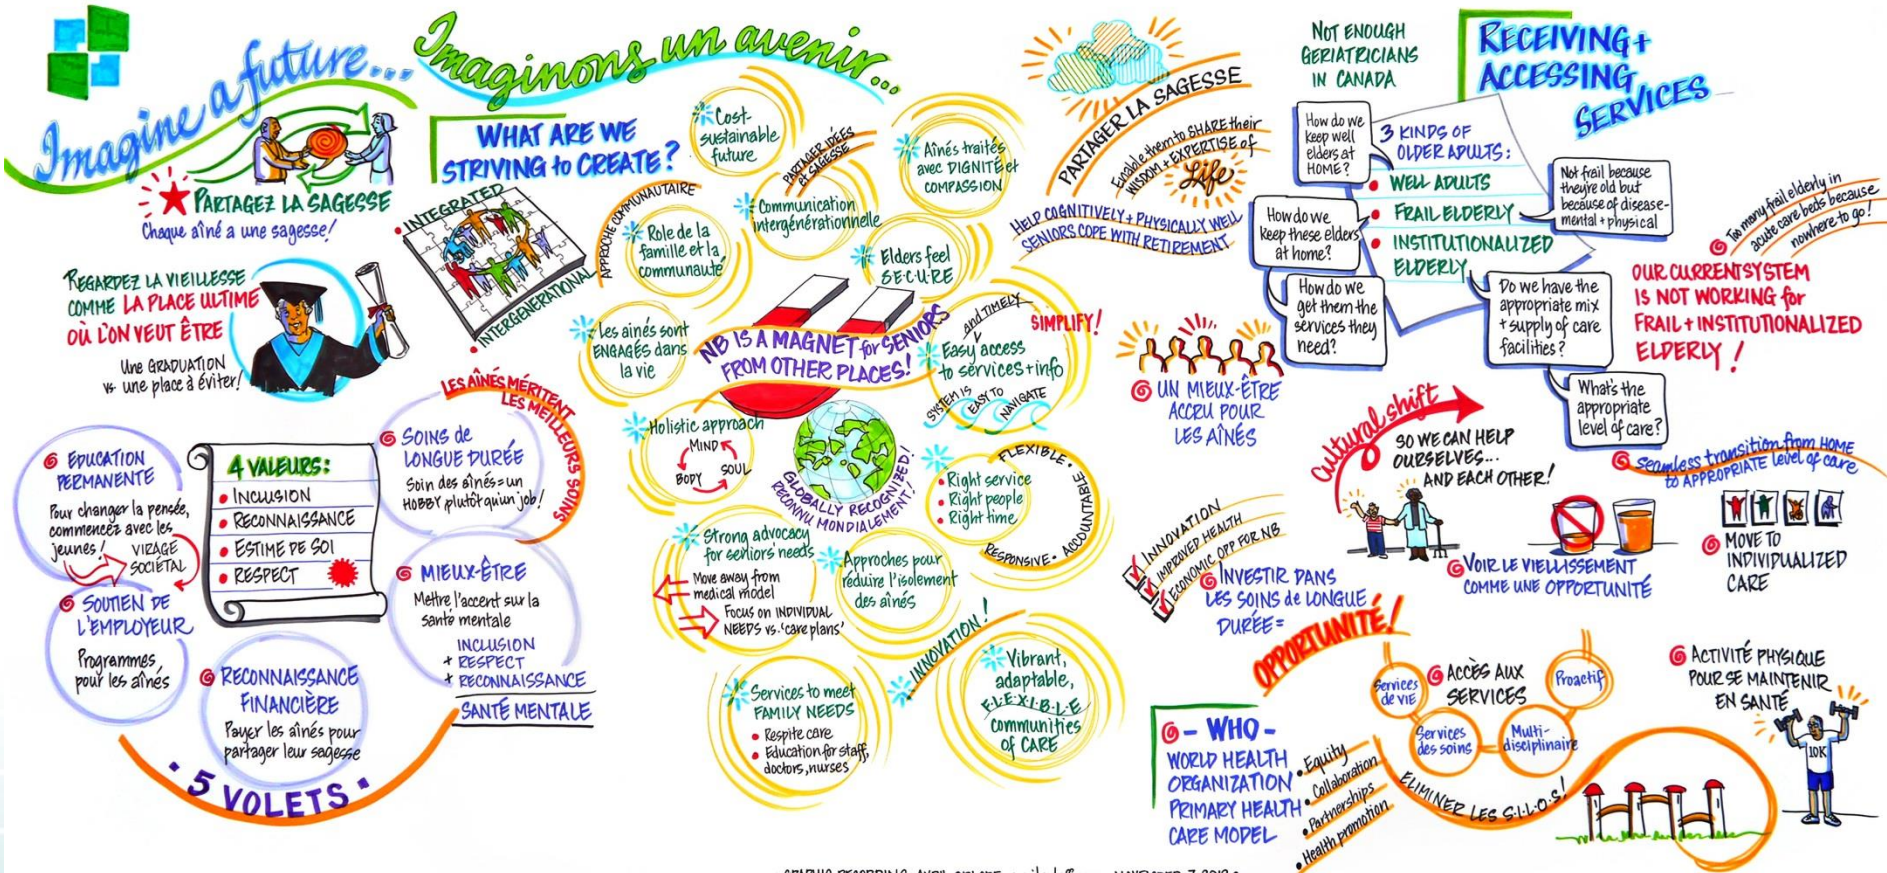 Imagine a future...
Imaginons un avenir...
PARTAGEZ LA SAGESSE
Chaque aîné a une sagesse!
REGARDEZ LA VIEILLESSE
COMME LA PLACE ULTIME
OÙ L'ON VEUT ÊTRE
Une GRADUATION
vs une place à éviter!
LES AÎNÉS MÉRITENT
LES MEILLEURS SOINS
EDUCATION
PERMANENTE
Pour changer la pensée,
commencez avec les
jeunes!
VIRAGE
SOCIÉTAL
SOUTIEN DE
L'EMPLOYEUR
Programmes
pour les aînés
4 VALEURS:
INCLUSION
RECONNAISSANCE
ESTIME DE SOI
RESPECT
SOINS de
LONGUE DURÉE
Soin des aînés = un
HOBBY plutôt qu'un job!
MIEUX-ÊTRE
Mettre l'accent sur la
santé mentale
INCLUSION
+ RESPECT
+ RECONNAISSANCE
SANTÉ MENTALE
RECONNAISSANCE
FINANCIÈRE
Payer les aînés pour
partager leur sagesse
• 5 VOLETS •
WHAT ARE WE
STRIVING to CREATE?
• INTEGRATED
• INTERGENERATIONAL
Cost-
sustainable
future
PARTAGER IDÉES
et SAGESSE
Aînés traités
avec DIGNITÉ et
COMPASSION
APPROCHE COMMUNAUTAIRE
Role de la
famille et la
communauté
Communication
intergénérationnelle
Elders feel
S·E·C·U·R·E
les ainés sont
ENGAGÉS dans
la vie
NB IS A MAGNET for SENIORS
FROM OTHER PLACES!
and TIMELY
SIMPLIFY!
Easy access
to services + info
SYSTEM IS
EASY TO
NAVIGATE
Holistic approach
MIND
BODY
SOUL
GLOBALLY RECOGNIZED!
RECONNU MONDIALEMENT!
FLEXIBLE • ACCOUNTABLE • RESPONSIVE
• Right service
• Right people
• Right time
Strong advocacy
for seniors' needs
Move away from
medical model
Focus on INDIVIDUAL
NEEDS vs. 'care plans'
Approches pour
réduire l'isolement
des aînés
INNOVATION!
Services to meet
FAMILY NEEDS
• Respite care
• Education for staff,
doctors, nurses
Vibrant,
adaptable,
F·L·E·X·I·B·L·E
communities
of CARE
PARTAGER LA SAGESSE
Enable them to SHARE their
WISDOM + EXPERTISE of
Life
HELP COGNITIVELY + PHYSICALLY WELL
SENIORS COPE WITH RETIREMENT
UN MIEUX-ÊTRE
ACCRU POUR
LES AÎNÉS
INNOVATION
IMPROVED HEALTH
ECONOMIC OPP FOR NB
INVESTIR DANS
LES SOINS de LONGUE
DURÉE =
OPPORTUNITÉ!
NOT ENOUGH
GERIATRICIANS
IN CANADA
RECEIVING +
ACCESSING
SERVICES
How do we
keep well
elders at
HOME?
3 KINDS OF
OLDER ADULTS:
• WELL ADULTS
• FRAIL ELDERLY
• INSTITUTIONALIZED
ELDERLY
Not frail because
they're old but
because of disease-
mental + physical
How do we
keep these elders
at home?
How do we
get them the
services they
need?
Do we have the
appropriate mix
+ supply of care
facilities?
What's the
appropriate
level of care?
Too many frail elderly in
acute care beds because
nowhere to go!
OUR CURRENT SYSTEM
IS NOT WORKING for
FRAIL + INSTITUTIONALIZED
ELDERLY!
Cultural shift
SO WE CAN HELP
OURSELVES...
AND EACH OTHER!
Seamless transition from HOME
to APPROPRIATE level of care
VOIR LE VIELLISSEMENT
COMME UNE OPPORTUNITÉ
MOVE TO
INDIVIDUALIZED
CARE
- WHO -
WORLD HEALTH
ORGANIZATION
PRIMARY HEALTH
CARE MODEL
• Equity
• Collaboration
• Partnerships
• Health promotion
Services
de vie
ACCÈS AUX
SERVICES
Proactif
Services
des soins
Multi-
disciplinaire
ELIMINER LES S·I·L·O·S!
ACTIVITÉ PHYSIQUE
POUR SE MAINTENIR
EN SANTÉ
10K